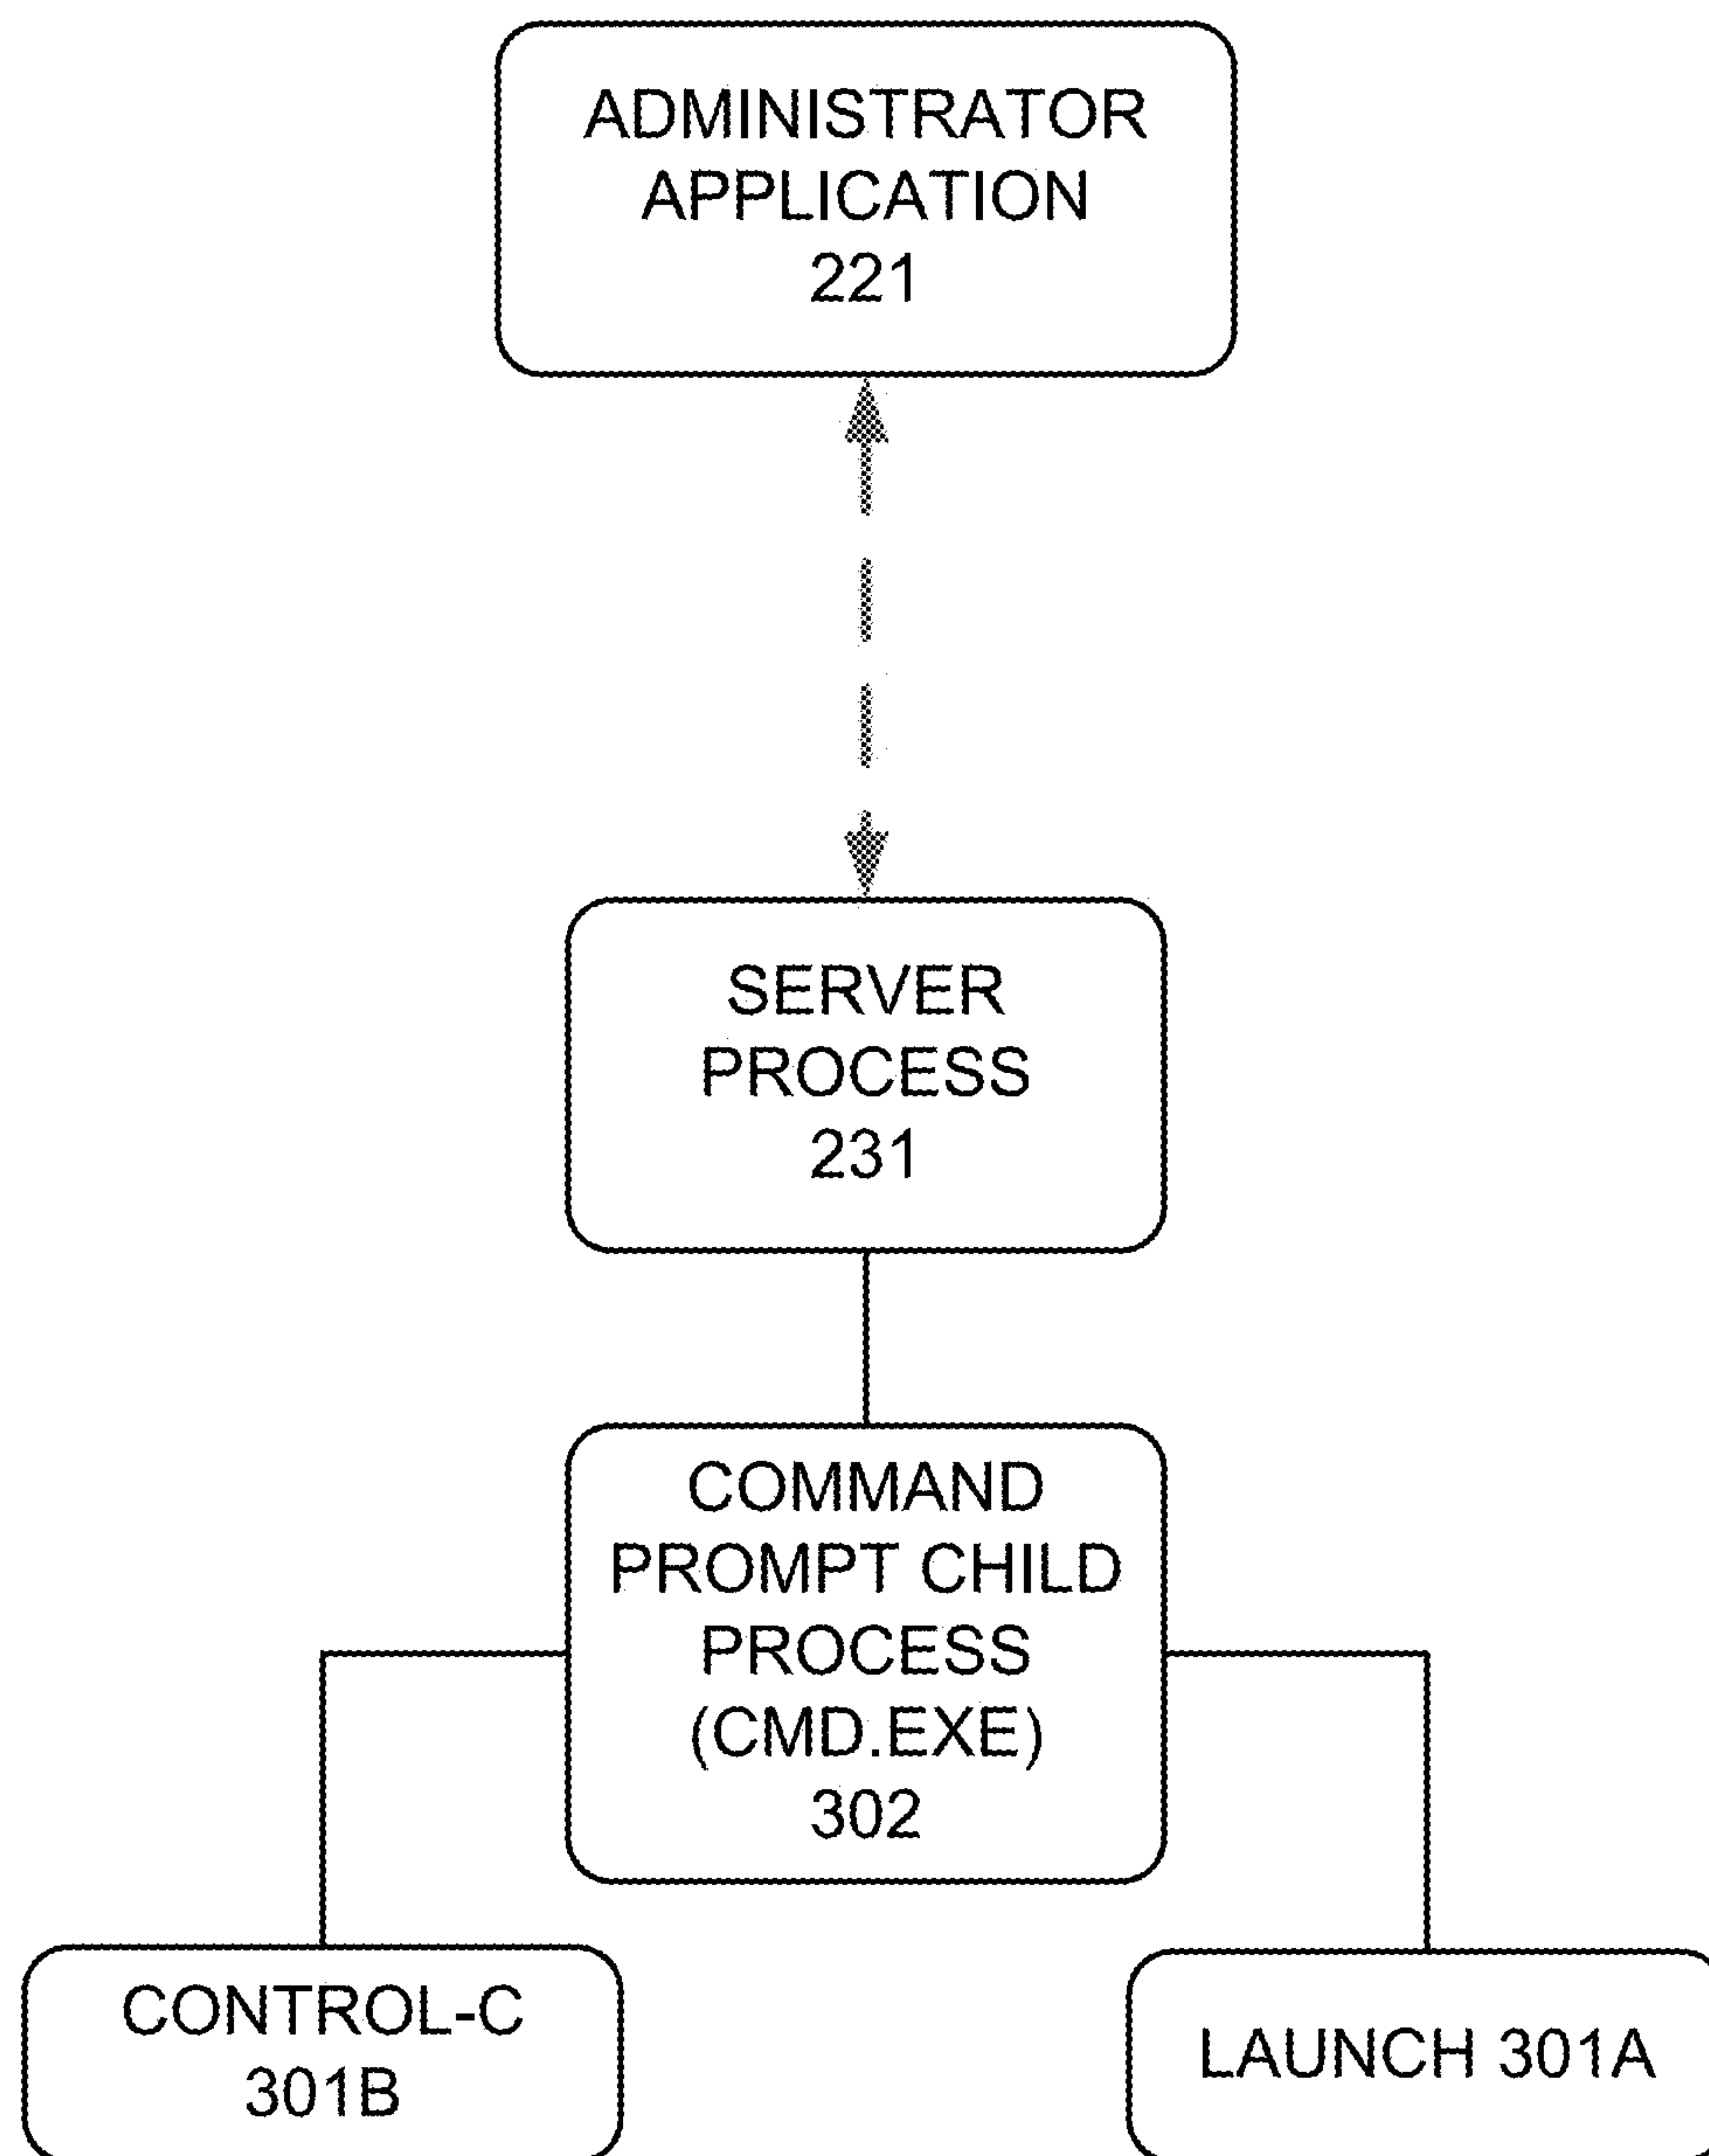 ADMINISTRATOR
APPLICATION
221
SERVER
PROCESS
231
COMMAND
PROMPT CHILD
PROCESS
(CMD.EXE)
302
CONTROL-C
301B
LAUNCH 301A